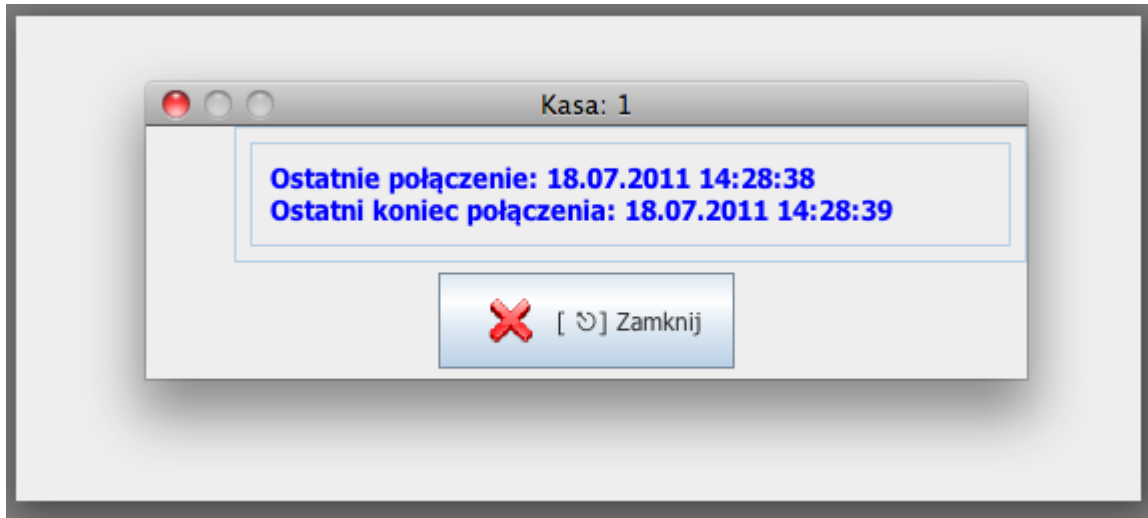 Kasa: 1
Ostatnie połączenie: 18.07.2011 14:28:38
Ostatni koniec połączenia: 18.07.2011 14:28:39
[ ⎋] Zamknij